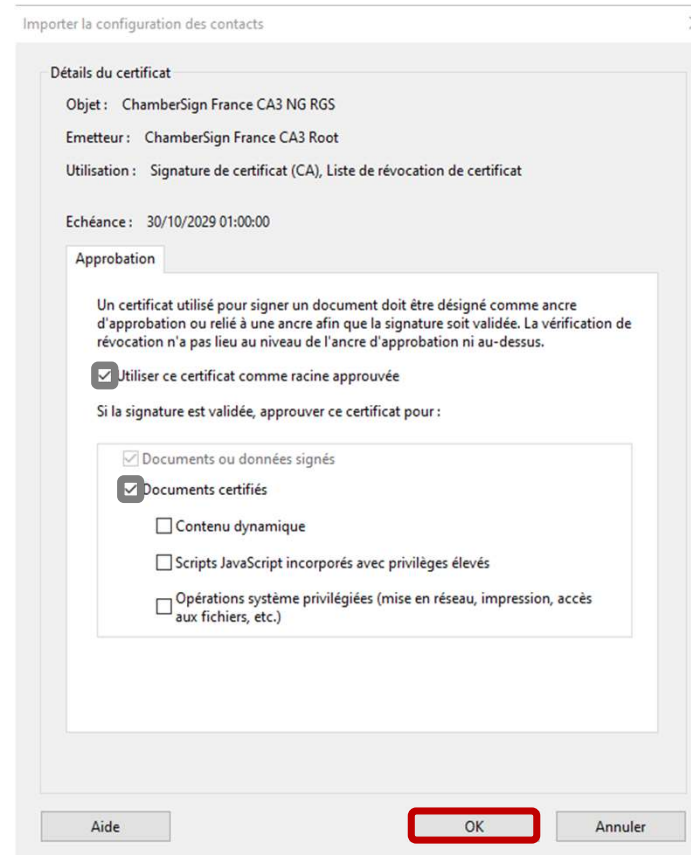 Importer la configuration des contacts
Détails du certificat
Objet : ChamberSign France CA3 NG RGS
Emetteur : ChamberSign France CA3 Root
Utilisation : Signature de certificat (CA), Liste de révocation de certificat
Echéance : 30/10/2029 01:00:00
Approbation
Un certificat utilisé pour signer un document doit être désigné comme ancre
d'approbation ou relié à une ancre afin que la signature soit validée. La vérification de
révocation n'a pas lieu au niveau de l'ancre d'approbation ni au-dessus.
Utiliser ce certificat comme racine approuvée
Si la signature est validée, approuver ce certificat pour :
Documents ou données signés
Documents certifiés
Contenu dynamique
Scripts JavaScript incorporés avec privilèges élevés
Opérations système privilégiées (mise en réseau, impression, accès
aux fichiers, etc.)
Aide OK Annuler